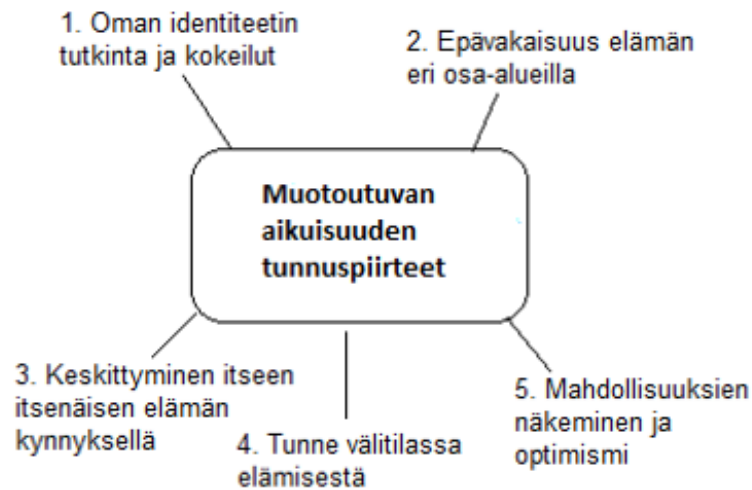 1. Oman identiteetin
tutkinta ja kokeilut
2. Epävakaisuus elämän
eri osa-alueilla
Muotoutuvan
aikuisuuden
tunnuspiirteet
3. Keskittyminen itseen
itsenäisen elämän
kynnyksellä
4. Tunne välitilassa
elämisestä
5. Mahdollisuuksien
näkeminen ja
optimismi